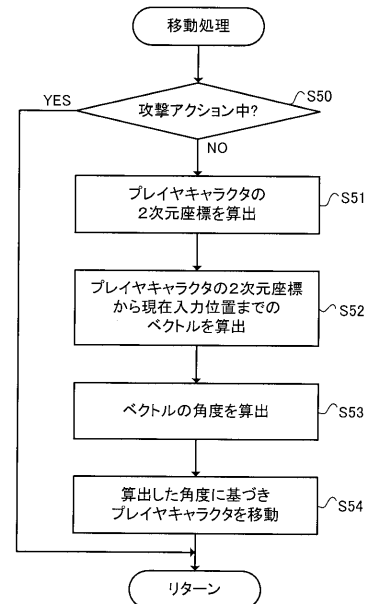 移動処理
YES
攻撃アクション中?
S50
NO
プレイヤキャラクタの
2次元座標を算出
S51
プレイヤキャラクタの2次元座標
から現在入力位置までの
ベクトルを算出
S52
ベクトルの角度を算出
S53
算出した角度に基づき
プレイヤキャラクタを移動
S54
リターン